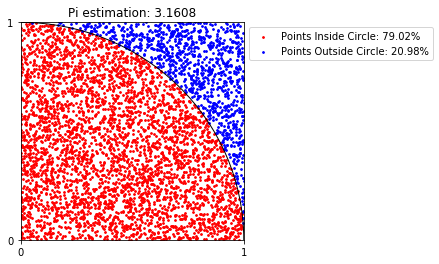 Pi estimation: 3.1608
1
Points Inside Circle: 79.02%
Points Outside Circle: 20.98%
0
0
1